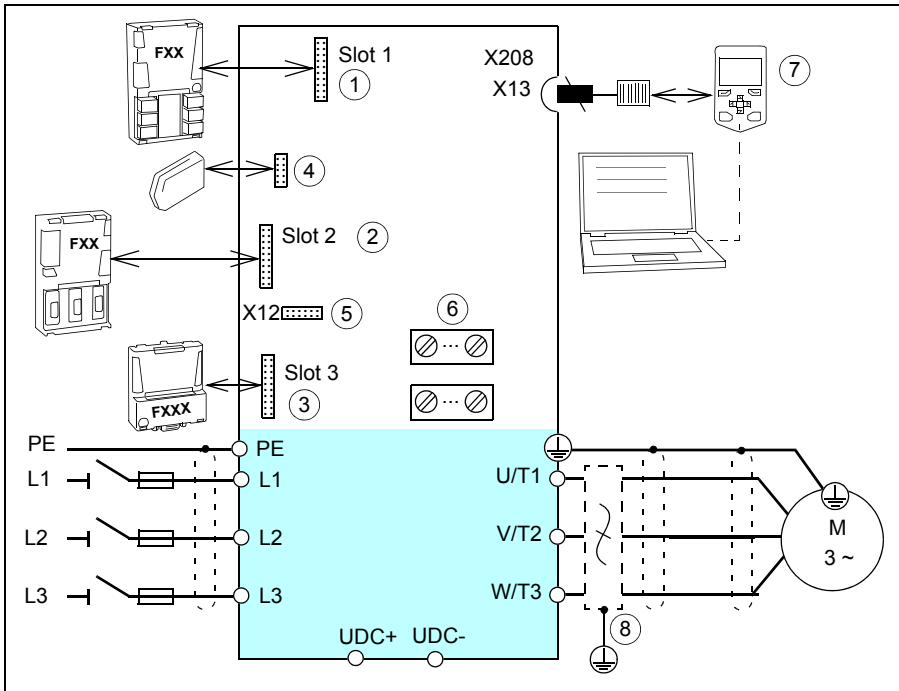 FXX
Slot 1
1
X208
X13
7
4
FXX
Slot 2
2
X12
5
6
Slot 3
3
FXXX
PE
PE
L1
L1
U/T1
L2
L2
V/T2
M
3 ~
L3
L3
W/T3
8
UDC+ UDC-